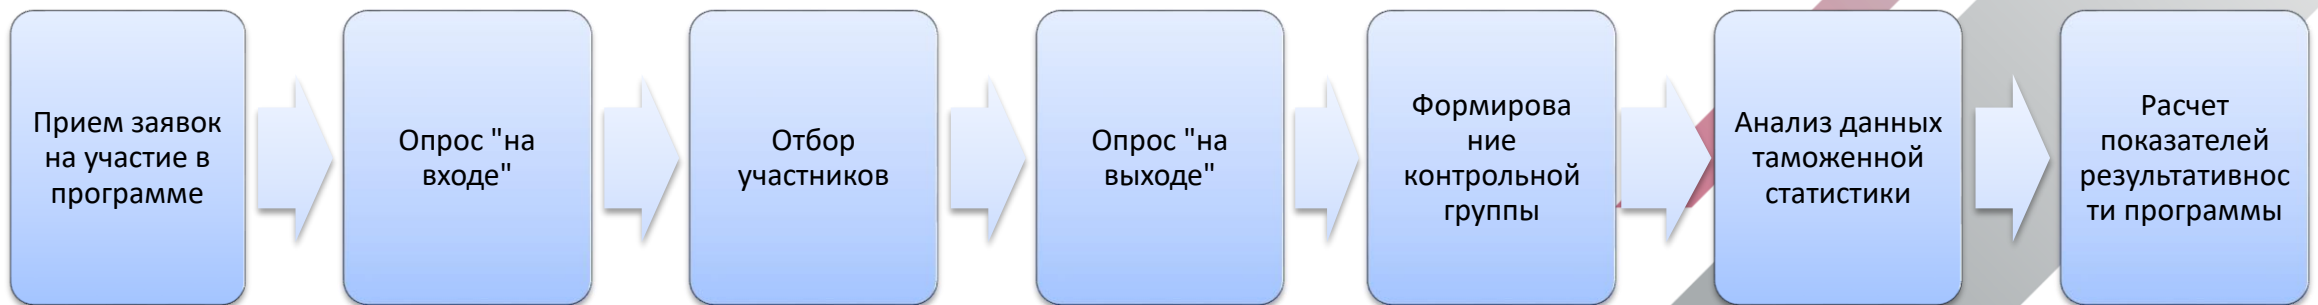 Прием заявок
на участие в
программе
Опрос "на
входе"
Отбор
участников
Опрос "на
выходе"
Формирова
ние
контрольной
группы
Анализ данных
таможенной
статистики
Расчет
показателей
результативнос
ти программы